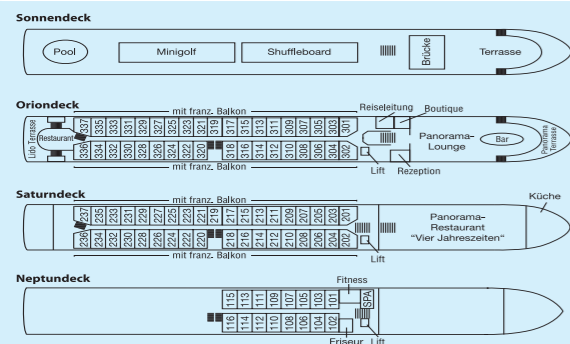 Sonnendeck
Pool
Minigolf
Shuffleboard
Brücke
Terrasse
Oriondeck
mit franz. Balkon
Reiseleitung
Boutique
Lido Terrasse
Restaurant
337 335 333 331 329 327 325 323 321 319 317 315 313 311 309 307 305 303 301
336 334 332 330 328 326 324 322 320 318 316 314 312 310 308 306 304 302
Panorama-
Lounge
Bar
Panorama
Terrasse
mit franz. Balkon
Lift
Rezeption
Saturndeck
mit franz. Balkon
Küche
237 235 233 231 229 227 225 223 221 219 217 215 213 211 209 207 205 203 201
236 234 232 230 228 226 224 222 220 218 216 214 212 210 208 206 204 202
Panorama-
Restaurant
"Vier Jahreszeiten"
Lift
mit franz. Balkon
Neptundeck
Fitness
115 113 111 109 107 105 103 101
SPA
116 114 112 110 108 106 104 102
Friseur
Lift